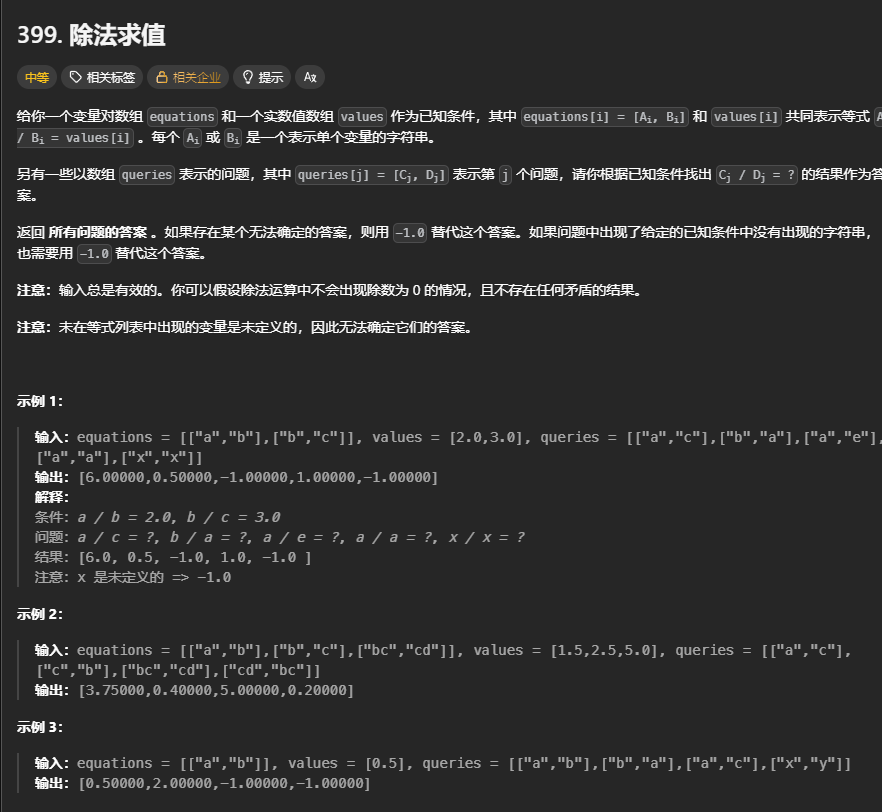 399. 除法求值
中等 相关标签 相关企业 提示 Ax
给你一个变量对数组 equations 和一个实数值数组 values 作为已知条件，其中 equations[i] = [Aᵢ, Bᵢ] 和 values[i] 共同表示等式 A
/ Bᵢ = values[i] 。每个 Aᵢ 或 Bᵢ 是一个表示单个变量的字符串。
另有一些以数组 queries 表示的问题，其中 queries[j] = [Cⱼ, Dⱼ] 表示第 j 个问题，请你根据已知条件找出 Cⱼ / Dⱼ = ? 的结果作为答
案。
返回 所有问题的答案 。如果存在某个无法确定的答案，则用 -1.0 替代这个答案。如果问题中出现了给定的已知条件中没有出现的字符串，
也需要用 -1.0 替代这个答案。
注意：输入总是有效的。你可以假设除法运算中不会出现除数为 0 的情况，且不存在任何矛盾的结果。
注意：未在等式列表中出现的变量是未定义的，因此无法确定它们的答案。
示例 1：
输入：equations = [["a","b"],["b","c"]], values = [2.0,3.0], queries = [["a","c"],["b","a"],["a","e"],
["a","a"],["x","x"]]
输出：[6.00000,0.50000,-1.00000,1.00000,-1.00000]
解释：
条件：a / b = 2.0, b / c = 3.0
问题：a / c = ?, b / a = ?, a / e = ?, a / a = ?, x / x = ?
结果：[6.0, 0.5, -1.0, 1.0, -1.0 ]
注意：x 是未定义的 => -1.0
示例 2：
输入：equations = [["a","b"],["b","c"],["bc","cd"]], values = [1.5,2.5,5.0], queries = [["a","c"],
["c","b"],["bc","cd"],["cd","bc"]]
输出：[3.75000,0.40000,5.00000,0.20000]
示例 3：
输入：equations = [["a","b"]], values = [0.5], queries = [["a","b"],["b","a"],["a","c"],["x","y"]]
输出：[0.50000,2.00000,-1.00000,-1.00000]